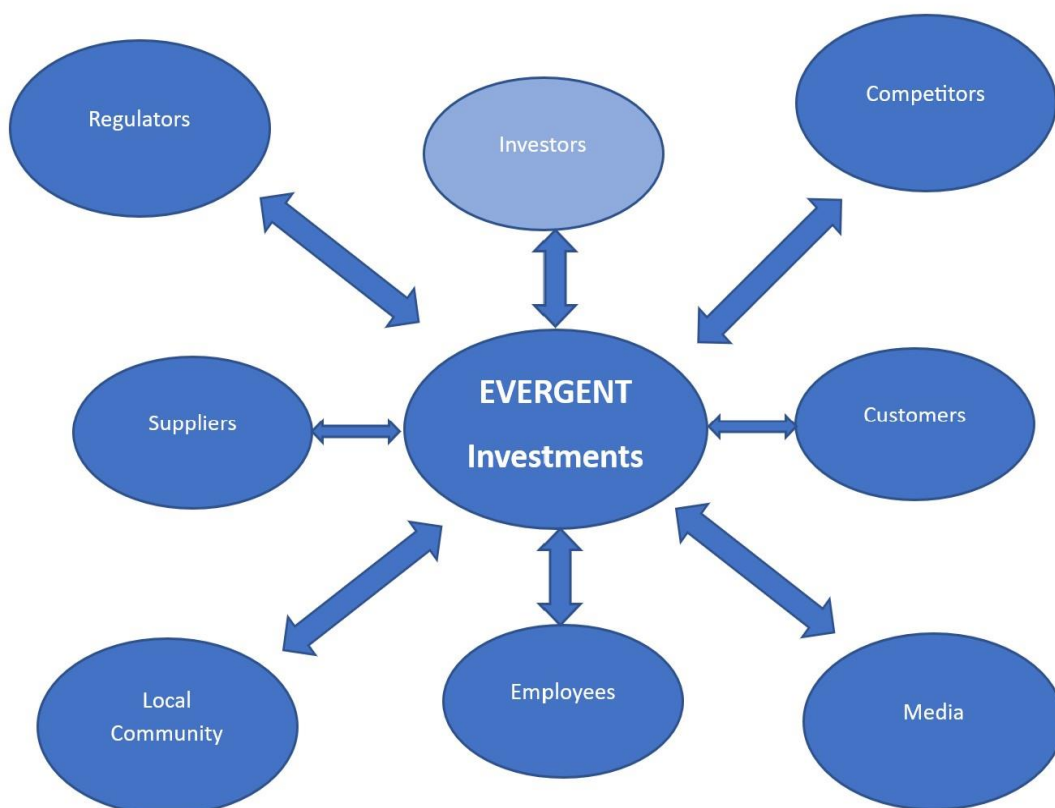 Regulators
Investors
Competitors
Suppliers
EVERGENT
Investments
Customers
Local
Community
Employees
Media